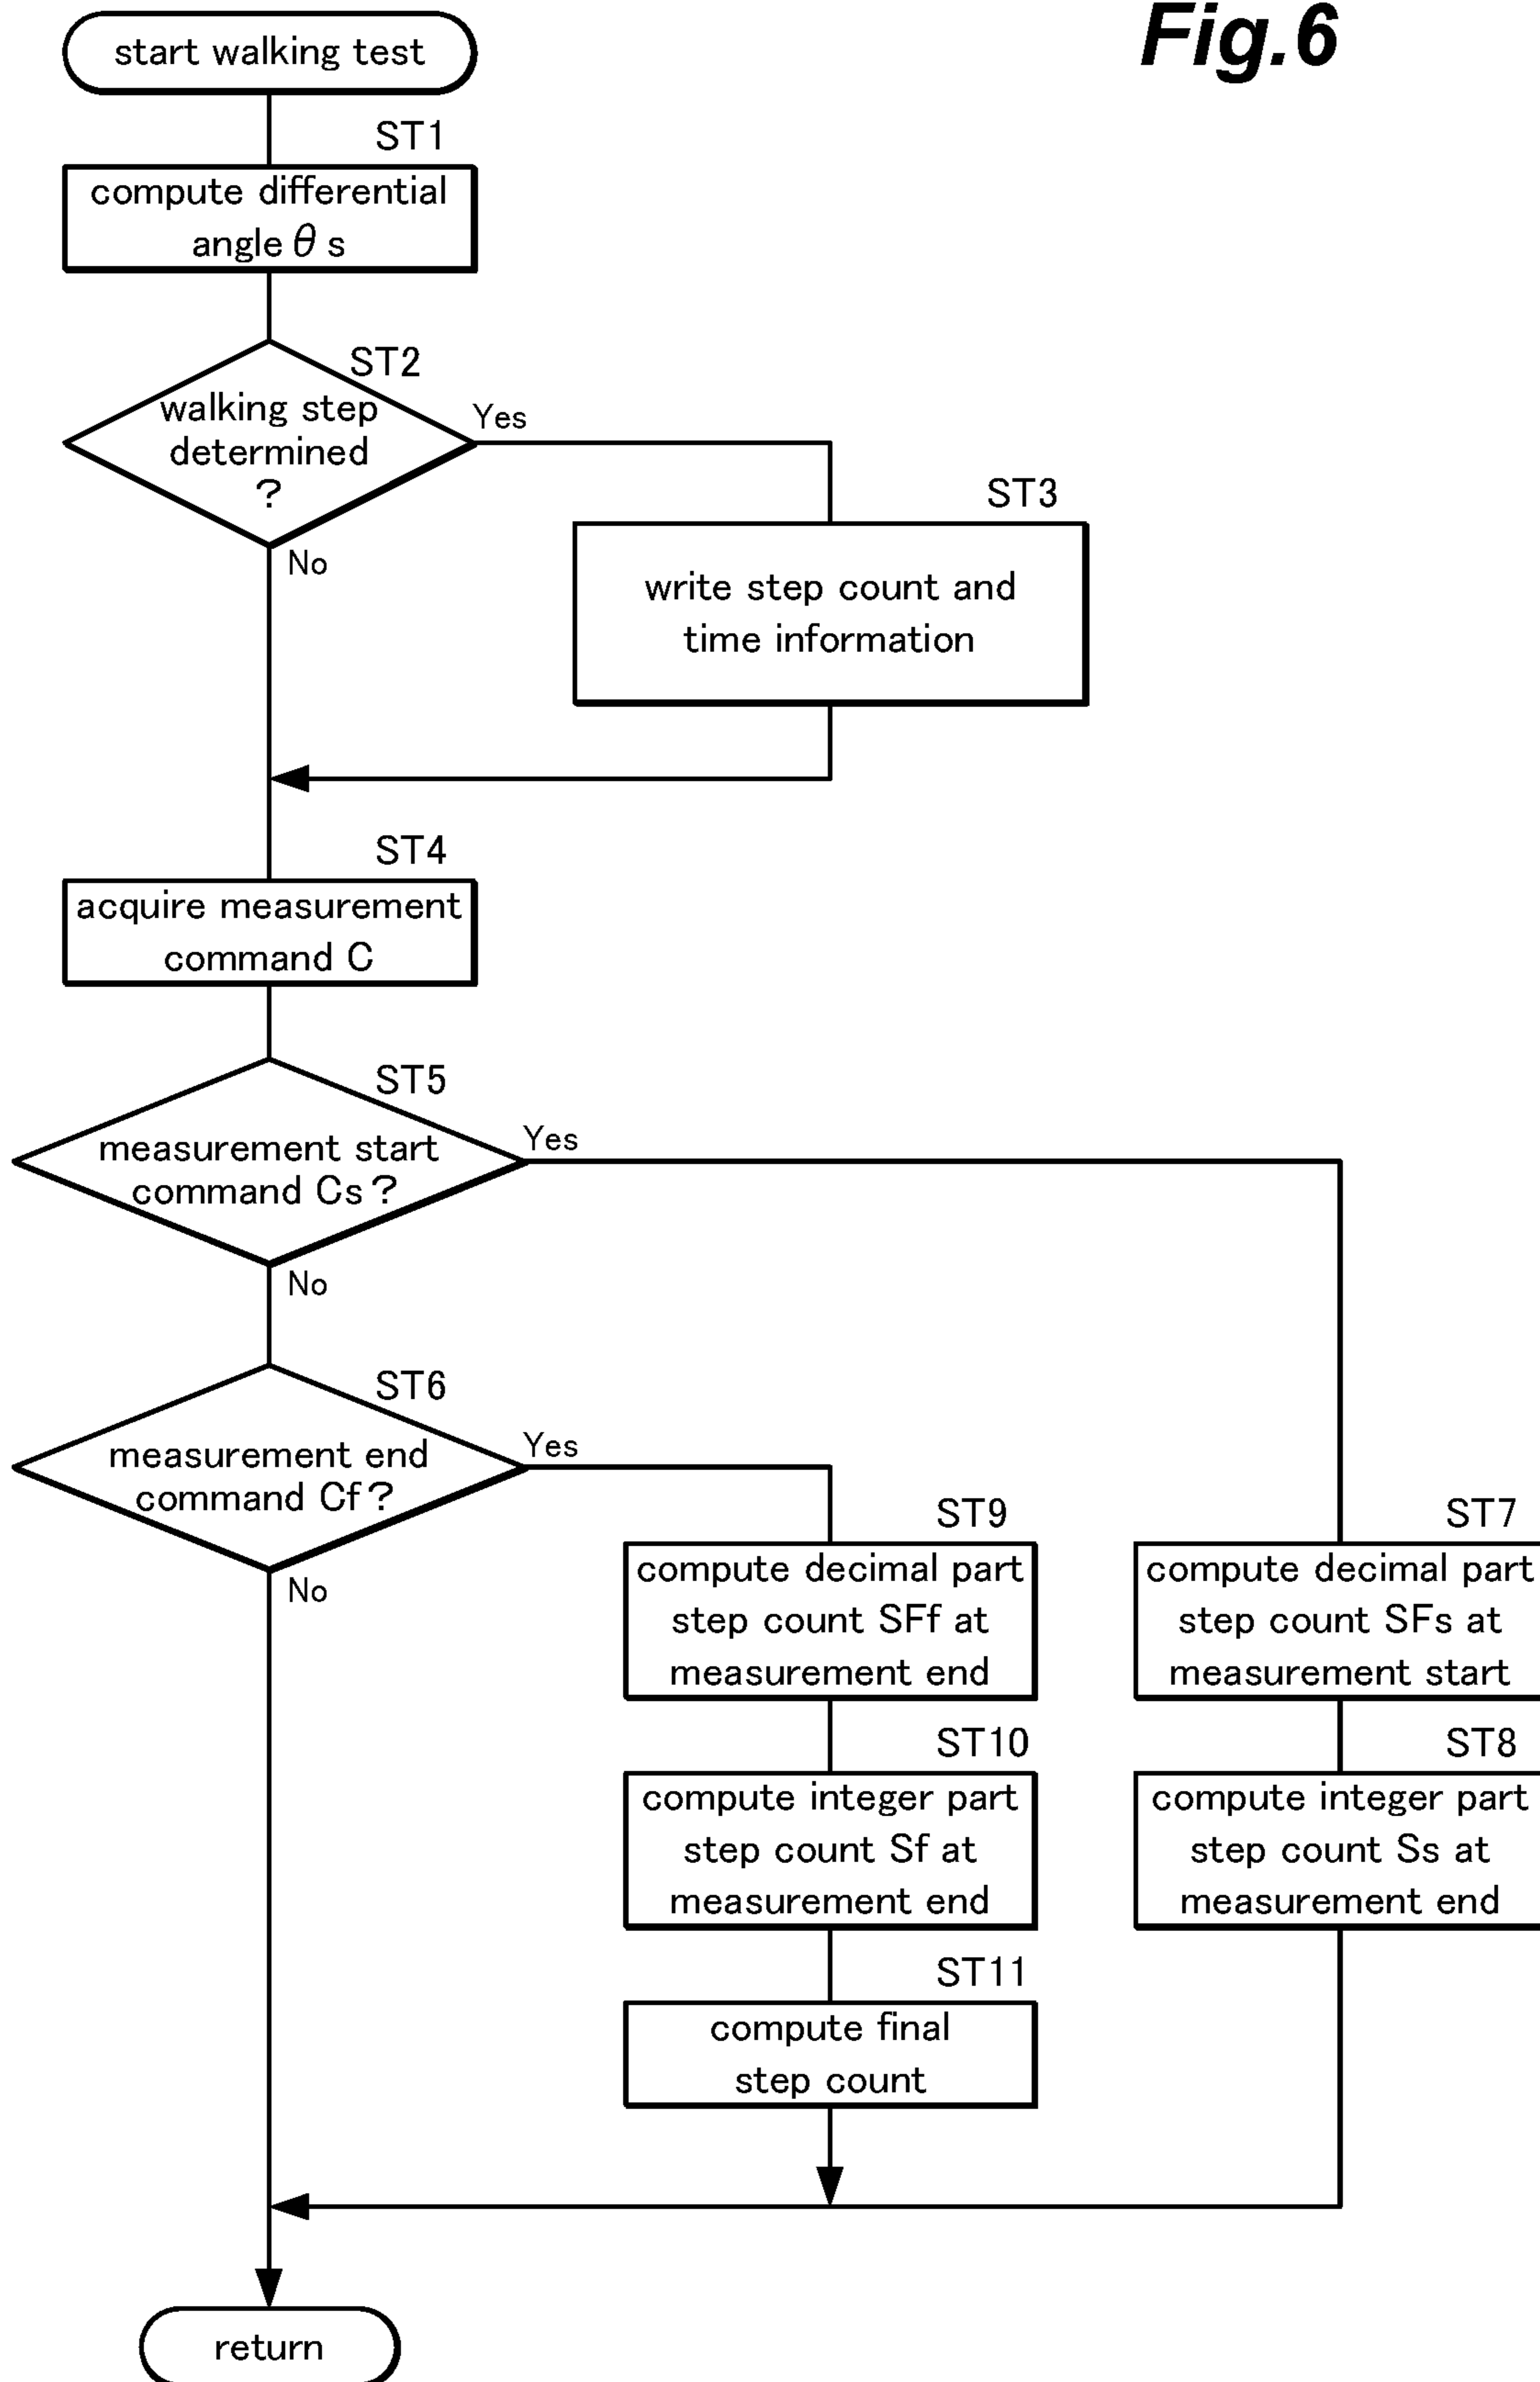 Fig.6
start walking test
ST1
compute differential
angle θ s
ST2
walking step
determined
?
Yes
No
ST3
write step count and
time information
ST4
acquire measurement
command C
ST5
measurement start
command Cs?
Yes
No
ST6
measurement end
command Cf?
Yes
No
ST9
compute decimal part
step count SFf at
measurement end
ST7
compute decimal part
step count SFs at
measurement start
ST10
compute integer part
step count Sf at
measurement end
ST8
compute integer part
step count Ss at
measurement end
ST11
compute final
step count
return